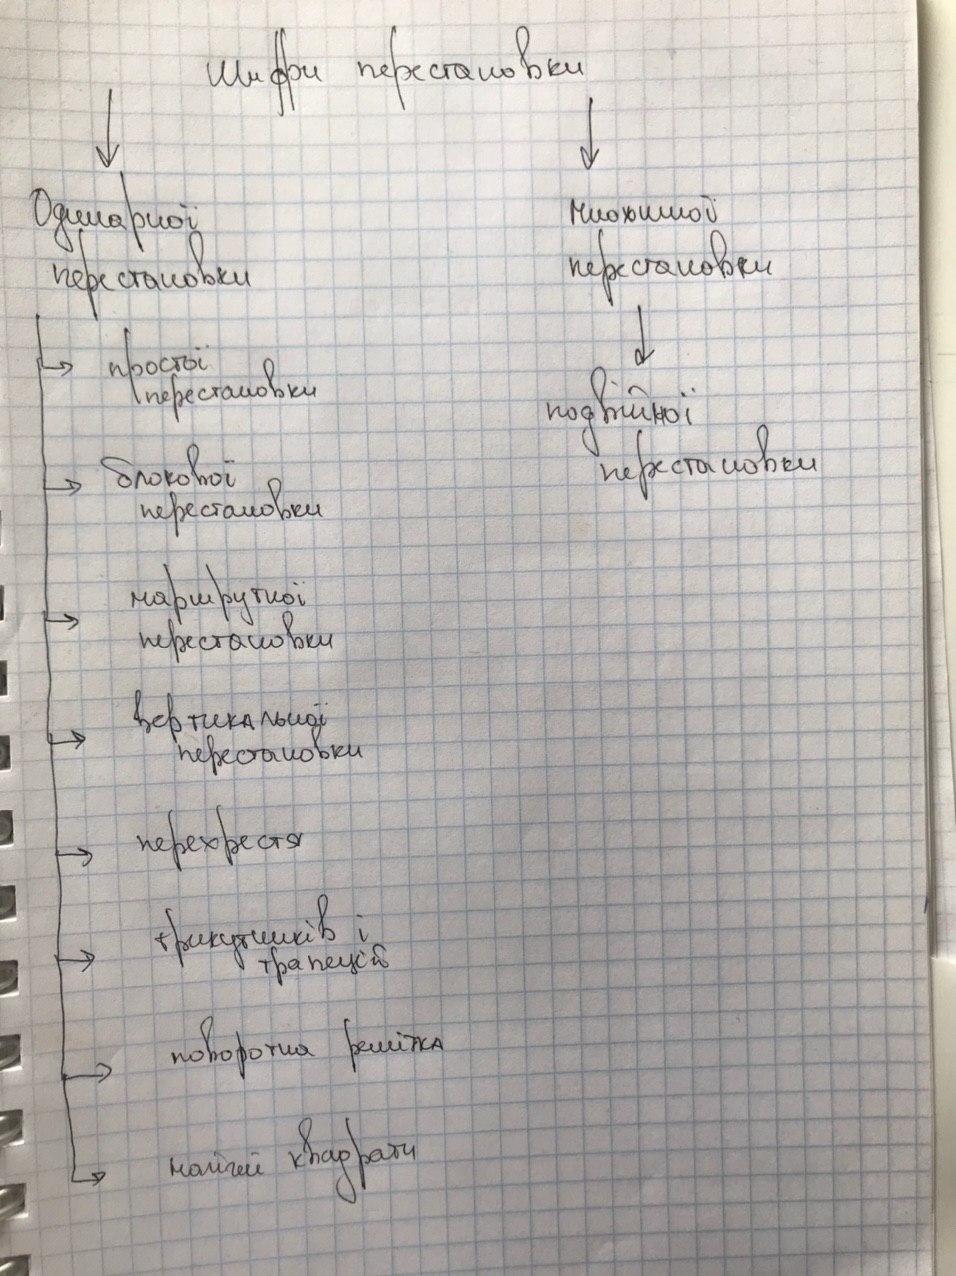 Шифри перестановки
Одинарної
перестановки
простої
перестановки
блокової
перестановки
маршрутної
перестановки
вертикальної
перестановки
перехрестя
трикутників і
трапецій
поворотна решітка
магічні квадрати
множинної
перестановки
подвійної
перестановки